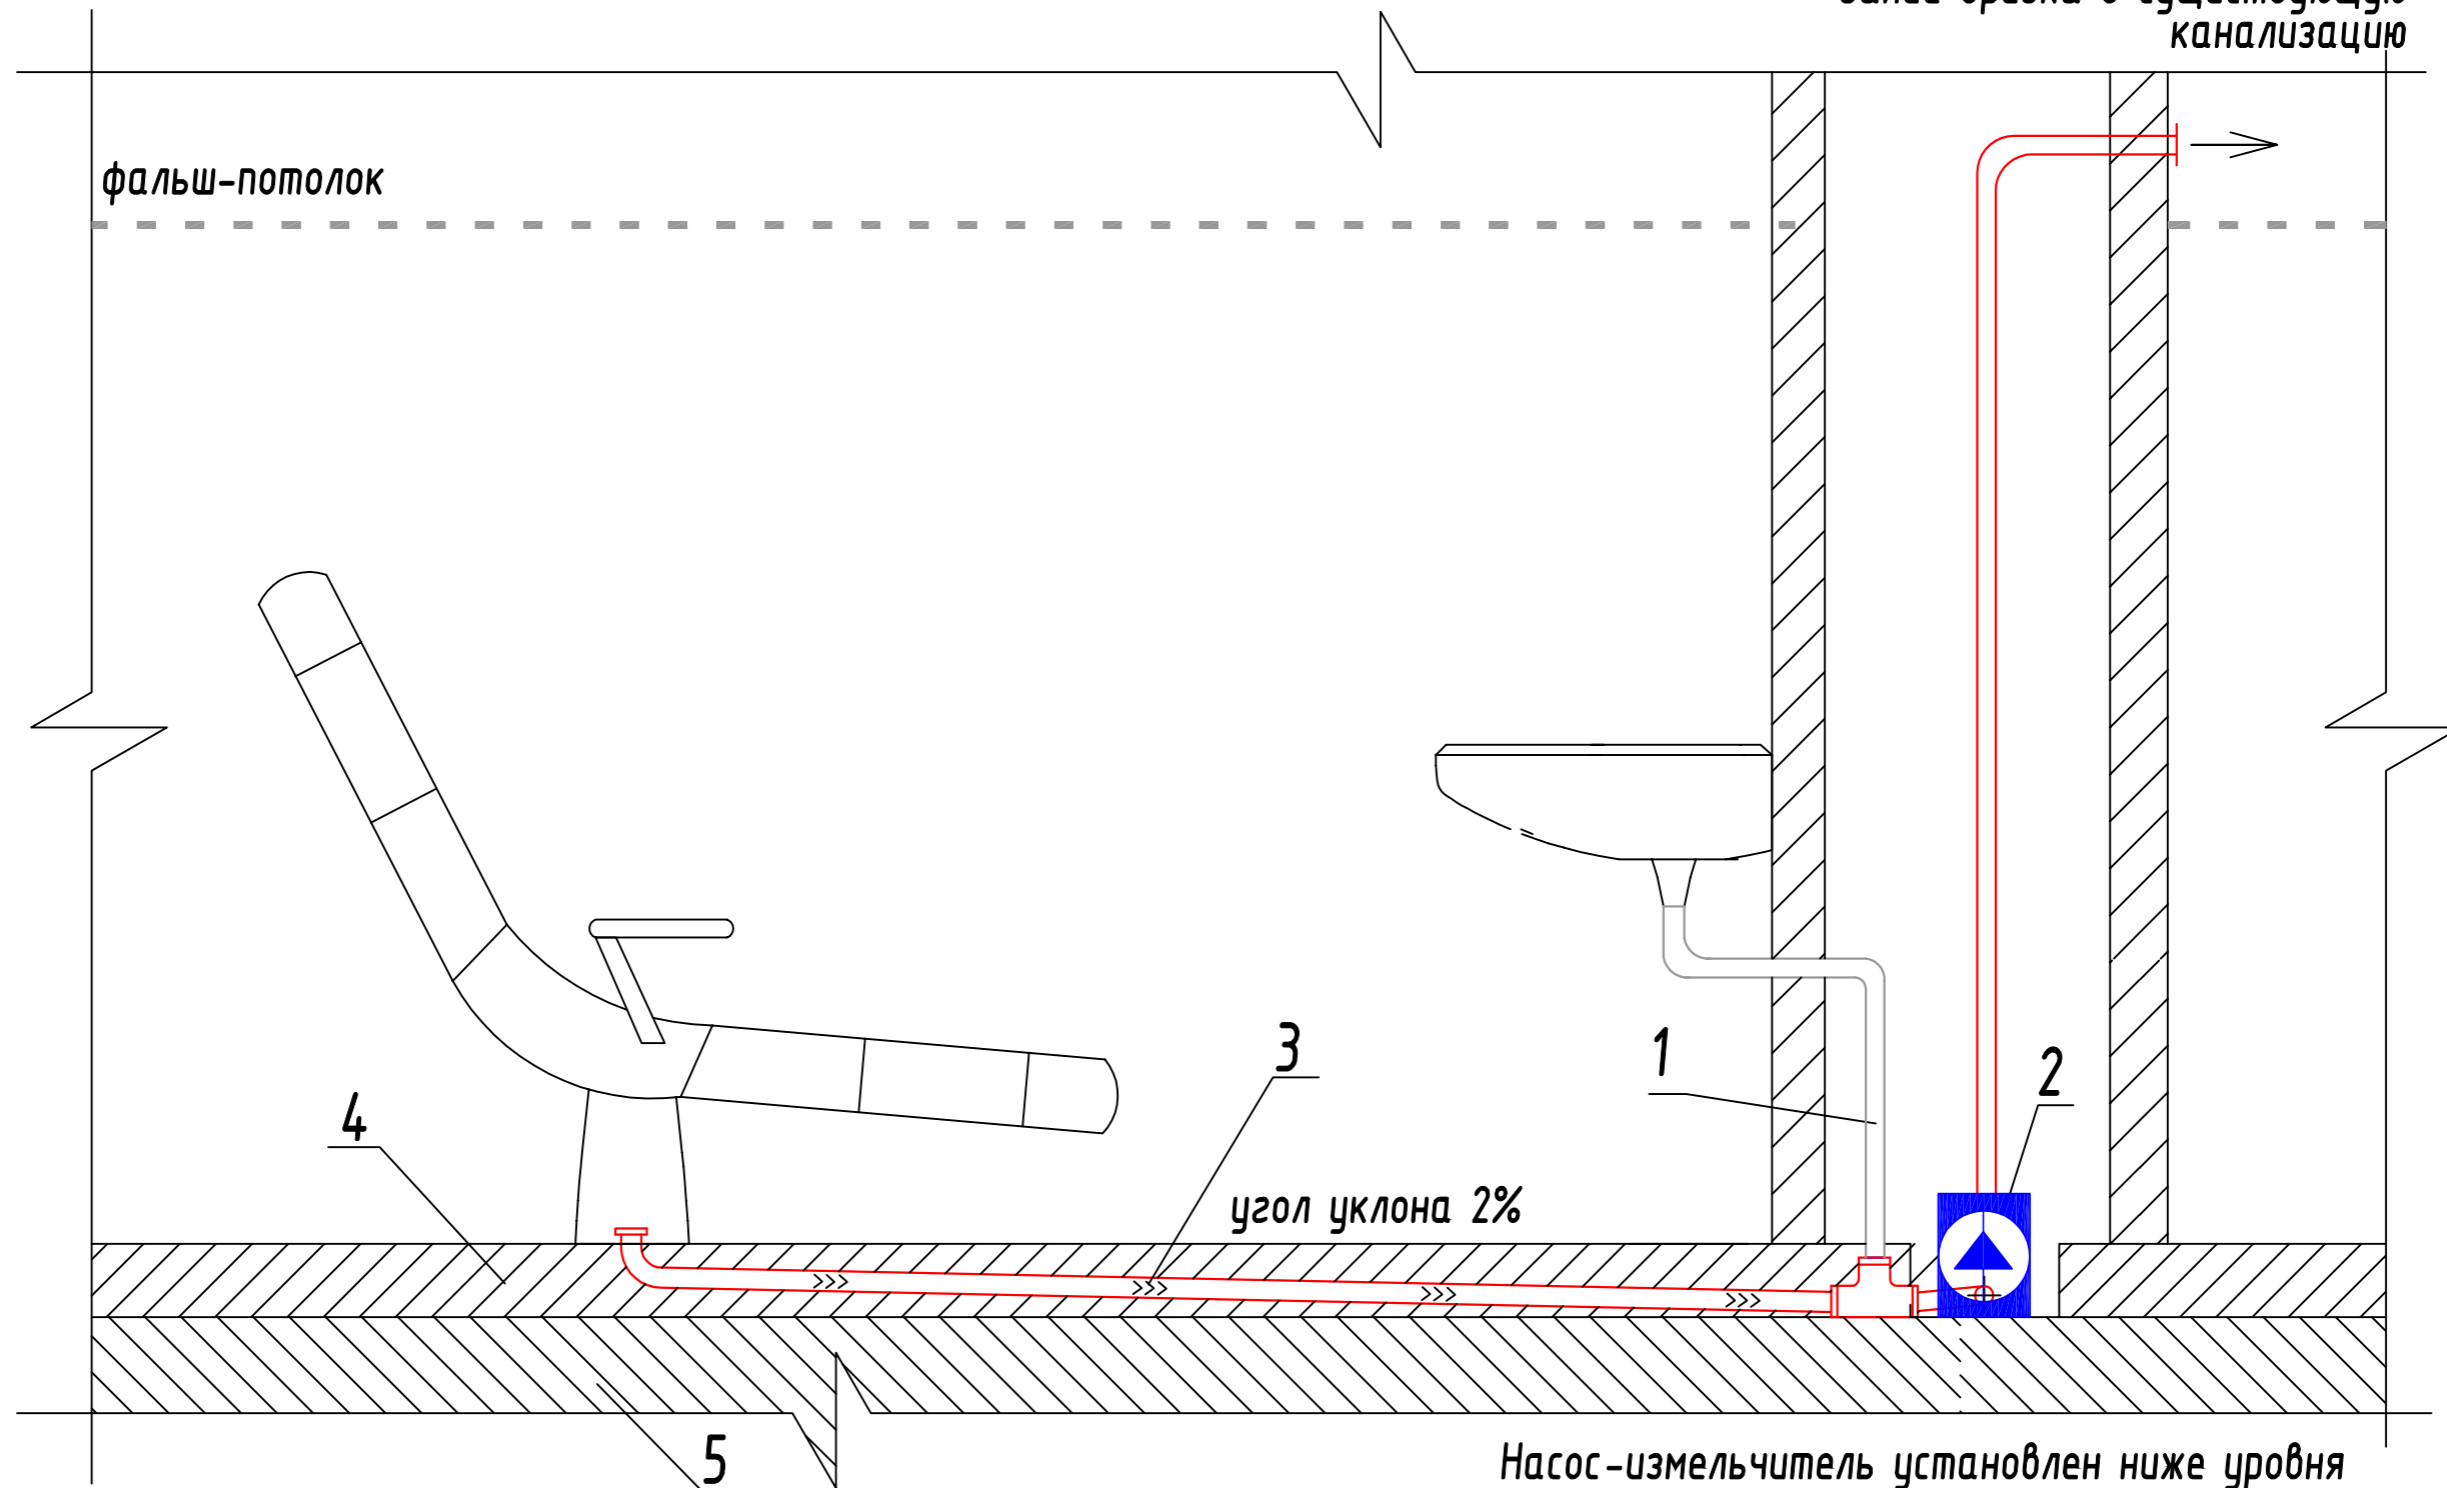 канализацию
фальш-потолок
3
1
2
4
угол уклона 2%
5
Насос-измельчитель установлен ниже уровня